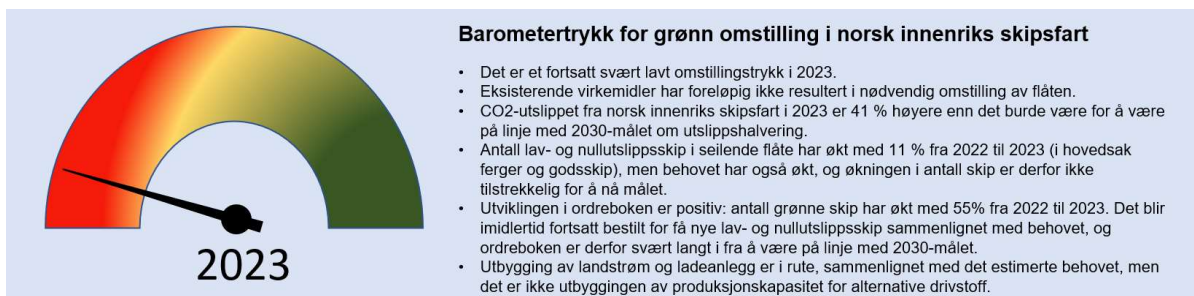 Barometertrykk for grønn omstilling i norsk innenriks skipsfart
• Det er et fortsatt svært lavt omstillingstrykk i 2023.
• Eksisterende virkemidler har foreløpig ikke resultert i nødvendig omstilling av flåten.
• CO2-utslippet fra norsk innenriks skipsfart i 2023 er 41 % høyere enn det burde være for å være
på linje med 2030-målet om utslippshalvering.
• Antall lav- og nullutslippsskip i seilende flåte har økt med 11 % fra 2022 til 2023 (i hovedsak
ferger og godsskip), men behovet har også økt, og økningen i antall skip er derfor ikke
tilstrekkelig for å nå målet.
• Utviklingen i ordreboken er positiv: antall grønne skip har økt med 55% fra 2022 til 2023. Det blir
imidlertid fortsatt bestilt for få nye lav- og nullutslippsskip sammenlignet med behovet, og
ordreboken er derfor svært langt i fra å være på linje med 2030-målet.
• Utbygging av landstrøm og ladeanlegg er i rute, sammenlignet med det estimerte behovet, men
det er ikke utbyggingen av produksjonskapasitet for alternative drivstoff.
2023